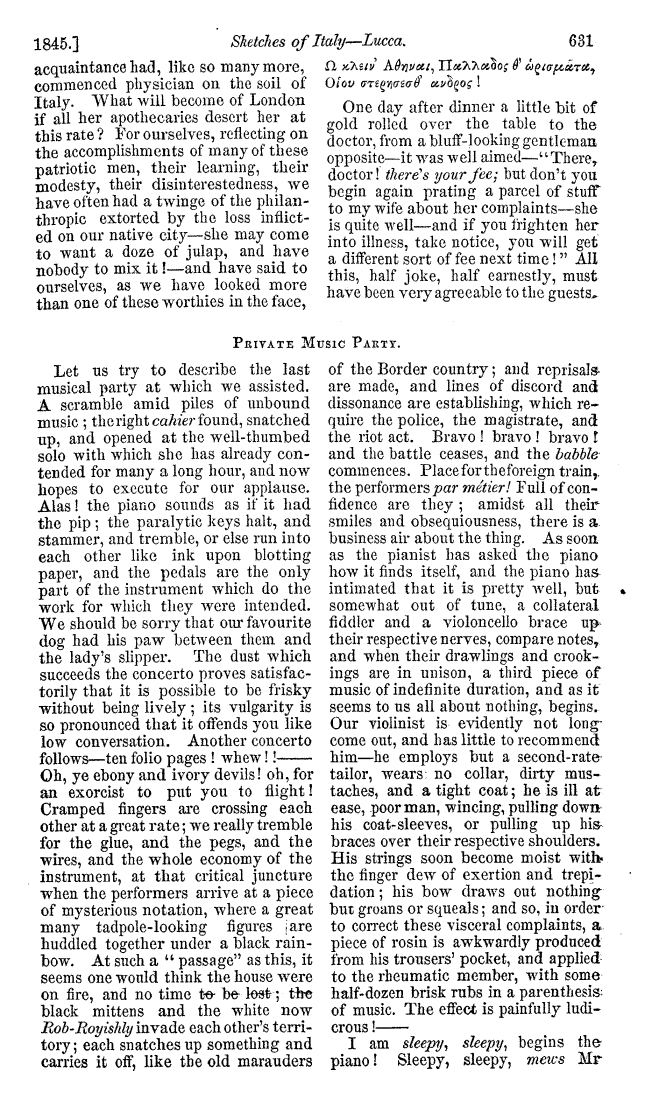 1845.] Sketches of Italy—Lucca. 631
acquaintance had, like so many more,
commenced physician on the soil of
Italy. What will become of London
if all her apothecaries desert her at
this rate? For ourselves, reflecting on
the accomplishments of many of these
patriotic men, their learning, their
modesty, their disinterestedness, we
have often had a twinge of the philan-
thropic extorted by the loss inflict-
ed on our native city—she may come
to want a doze of julap, and have
nobody to mix it!—and have said to
ourselves, as we have looked more
than one of these worthies in the face,
Ω κλειν' Αθηναι, Παλλαδος θ' ὡρισματα,
Οἱου στερησεσθ' ανδρος!
One day after dinner a little bit of
gold rolled over the table to the
doctor, from a bluff-looking gentleman
opposite—it was well aimed—"There,
doctor! there's your fee; but don't you
begin again prating a parcel of stuff
to my wife about her complaints—she
is quite well—and if you frighten her
into illness, take notice, you will get
a different sort of fee next time!" All
this, half joke, half earnestly, must
have been very agreeable to the guests.
PRIVATE MUSIC PARTY.
Let us try to describe the last
musical party at which we assisted.
A scramble amid piles of unbound
music; the right cahier found, snatched
up, and opened at the well-thumbed
solo with which she has already con-
tended for many a long hour, and now
hopes to execute for our applause.
Alas! the piano sounds as if it had
the pip; the paralytic keys halt, and
stammer, and tremble, or else run into
each other like ink upon blotting
paper, and the pedals are the only
part of the instrument which do the
work for which they were intended.
We should be sorry that our favourite
dog had his paw between them and
the lady's slipper. The dust which
succeeds the concerto proves satisfac-
torily that it is possible to be frisky
without being lively; its vulgarity is
so pronounced that it offends you like
low conversation. Another concerto
follows—ten folio pages! whew!!——
Oh, ye ebony and ivory devils! oh, for
an exorcist to put you to flight!
Cramped fingers are crossing each
other at a great rate; we really tremble
for the glue, and the pegs, and the
wires, and the whole economy of the
instrument, at that critical juncture
when the performers arrive at a piece
of mysterious notation, where a great
many tadpole-looking figures are
huddled together under a black rain-
bow. At such a "passage" as this, it
seems one would think the house were
on fire, and no time to be lost; the
black mittens and the white now
Rob-Royishly invade each other's terri-
tory; each snatches up something and
carries it off, like the old marauders
of the Border country; and reprisals
are made, and lines of discord and
dissonance are establishing, which re-
quire the police, the magistrate, and
the riot act. Bravo! bravo! bravo!
and the battle ceases, and the babble
commences. Place for the foreign train,
the performers par métier! Full of con-
fidence are they; amidst all their
smiles and obsequiousness, there is a
business air about the thing. As soon
as the pianist has asked the piano
how it finds itself, and the piano has
intimated that it is pretty well, but
somewhat out of tune, a collateral
fiddler and a violoncello brace up
their respective nerves, compare notes,
and when their drawlings and crook-
ings are in unison, a third piece of
music of indefinite duration, and as it
seems to us all about nothing, begins.
Our violinist is evidently not long
come out, and has little to recommend
him—he employs but a second-rate
tailor, wears no collar, dirty mus-
taches, and a tight coat; he is ill at
ease, poor man, wincing, pulling down
his coat-sleeves, or pulling up his
braces over their respective shoulders.
His strings soon become moist with
the finger dew of exertion and trepi-
dation; his bow draws out nothing
but groans or squeals; and so, in order
to correct these visceral complaints, a
piece of rosin is awkwardly produced
from his trousers' pocket, and applied
to the rheumatic member, with some
half-dozen brisk rubs in a parenthesis
of music. The effect is painfully ludi-
crous!——
I am sleepy, sleepy, begins the
piano! Sleepy, sleepy, mews Mr